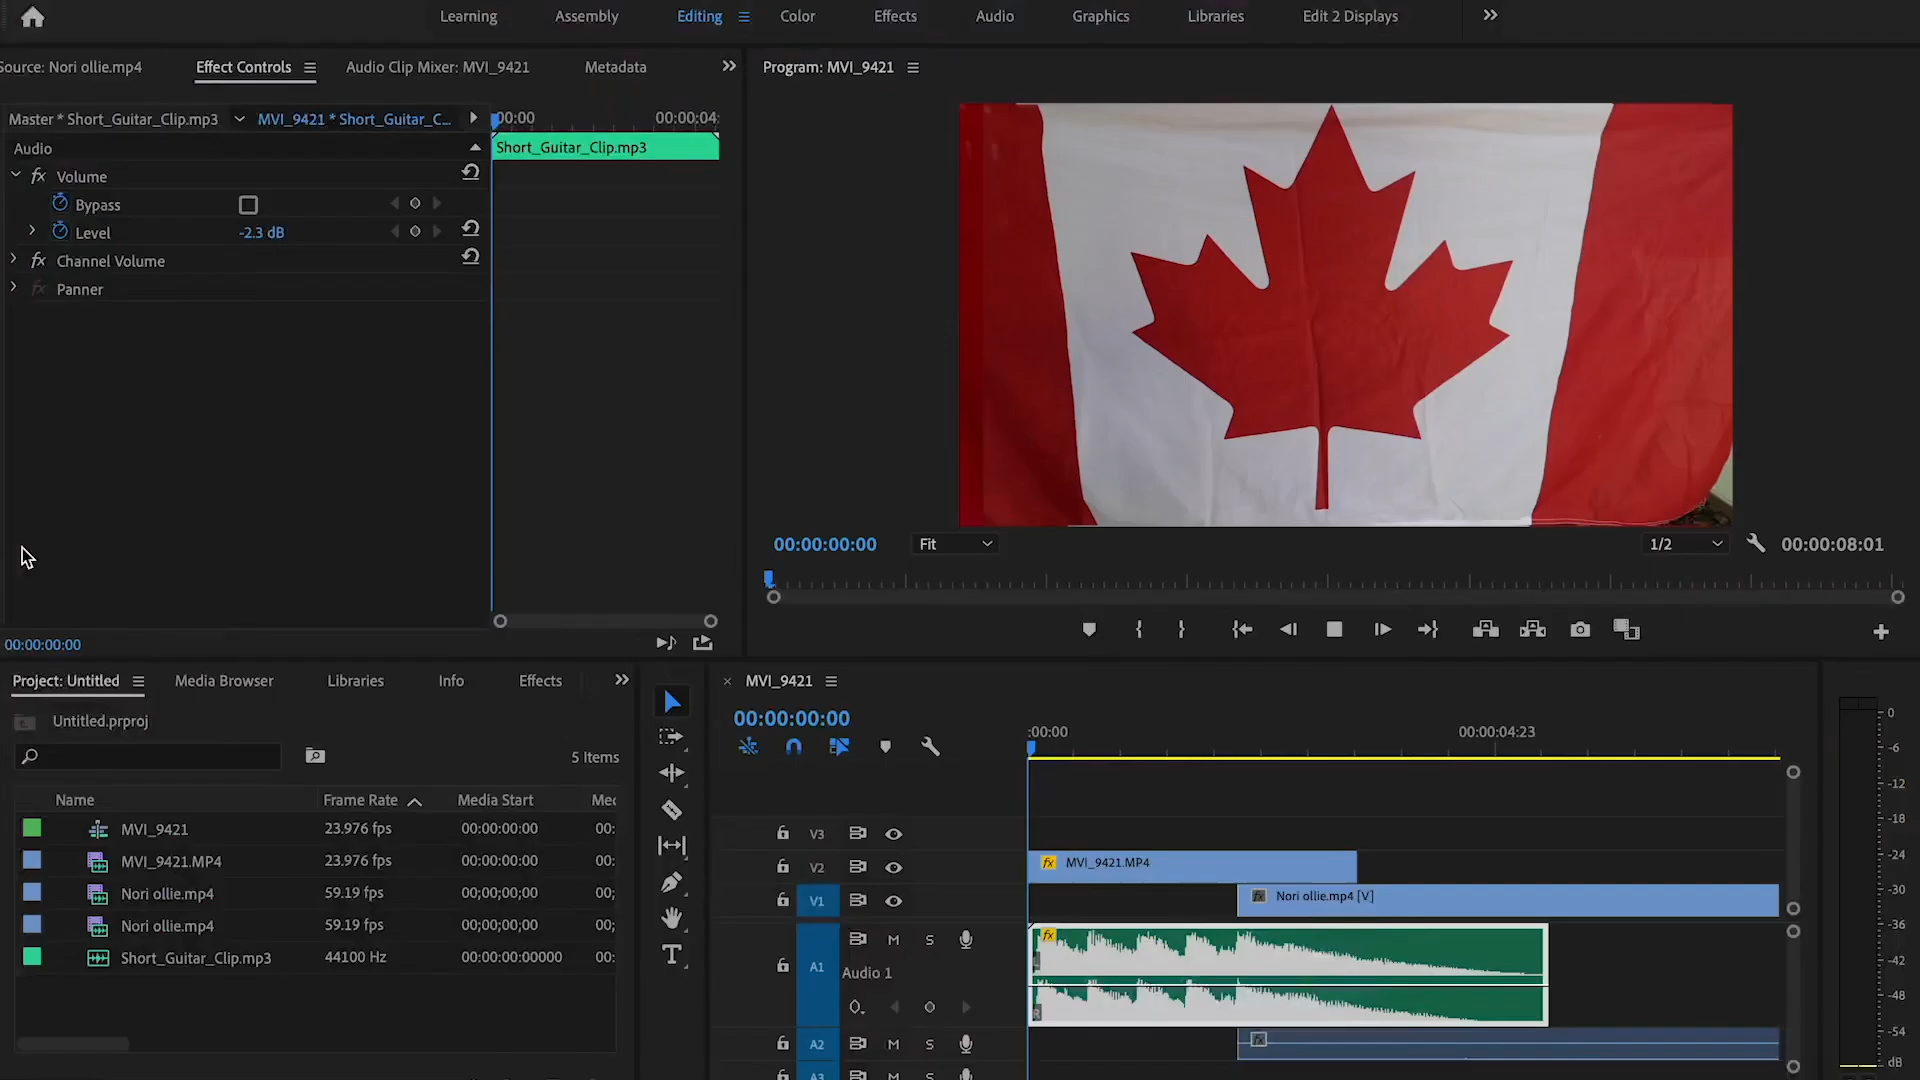 Learning Assembly Editing Color Effects Audio Graphics Libraries Edit 2 Displays
Source: Nori ollie.mp4 Effect Controls Audio Clip Mixer: MVI_9421 Metadata
Program: MVI_9421
Master * Short_Guitar_Clip.mp3 MVI_9421 * Short_Guitar_C...
:00:00 00:00:04:
Short_Guitar_Clip.mp3
Audio
fx Volume
Bypass
Level -2.3 dB
fx Channel Volume
fx Panner
00:00:00:00
00:00:00:00 Fit 1/2 00:00:08:01
Project: Untitled Media Browser Libraries Info Effects
Untitled.prproj
5 Items
Name Frame Rate Media Start Mec
MVI_9421 23.976 fps 00:00:00:00 00:
MVI_9421.MP4 23.976 fps 00:00:00:00 00:
Nori ollie.mp4 59.19 fps 00;00;00;00 00;
Nori ollie.mp4 59.19 fps 00;00;00;00 00;
Short_Guitar_Clip.mp3 44100 Hz 00:00:00:00000 00:
T
MVI_9421
00:00:00:00
:00:00 00:00:04:23
V3
V2
fx MVI_9421.MP4
V1
fx Nori ollie.mp4 [V]
A1 M S
Audio 1
fx
L
R
A2 M S
fx
A3 M S
0
-6
-12
-18
-24
-30
-36
-42
-48
-54
dB